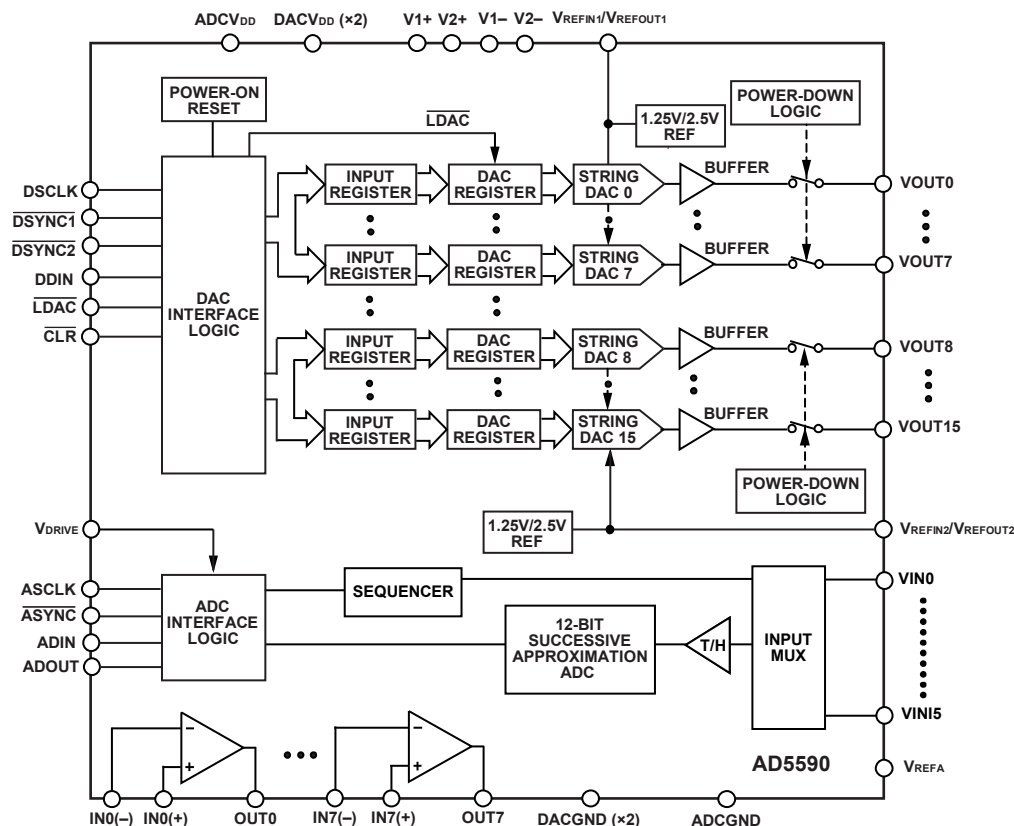 ADCVDD DACVDD (×2) V1+ V2+ V1– V2– VREFIN1/VREFOUT1
POWER-ON
RESET
LDAC
1.25V/2.5V
REF
POWER-DOWN
LOGIC
DSCLK
DSYNC1
DSYNC2
DDIN
LDAC
CLR
DAC
INTERFACE
LOGIC
INPUT
REGISTER
DAC
REGISTER
STRING
DAC 0
BUFFER
VOUT0
INPUT
REGISTER
DAC
REGISTER
STRING
DAC 7
BUFFER
VOUT7
INPUT
REGISTER
DAC
REGISTER
STRING
DAC 8
BUFFER
VOUT8
INPUT
REGISTER
DAC
REGISTER
STRING
DAC 15
BUFFER
VOUT15
POWER-DOWN
LOGIC
VDRIVE
1.25V/2.5V
REF
VREFIN2/VREFOUT2
ASCLK
ASYNC
ADIN
ADOUT
ADC
INTERFACE
LOGIC
SEQUENCER
12-BIT
SUCCESSIVE
APPROXIMATION
ADC
T/H
INPUT
MUX
VIN0
VINI5
AD5590
VREFA
– + – +
IN0(–) IN0(+) OUT0 IN7(–) IN7(+) OUT7 DACGND (×2) ADCGND